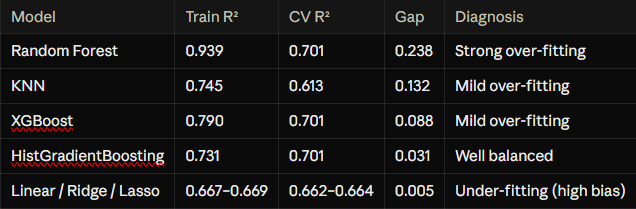 Model Train R² CV R² Gap Diagnosis
Random Forest 0.939 0.701 0.238 Strong over-fitting
KNN 0.745 0.613 0.132 Mild over-fitting
XGBoost 0.790 0.701 0.088 Mild over-fitting
HistGradientBoosting 0.731 0.701 0.031 Well balanced
Linear / Ridge / Lasso 0.667–0.669 0.662–0.664 0.005 Under-fitting (high bias)